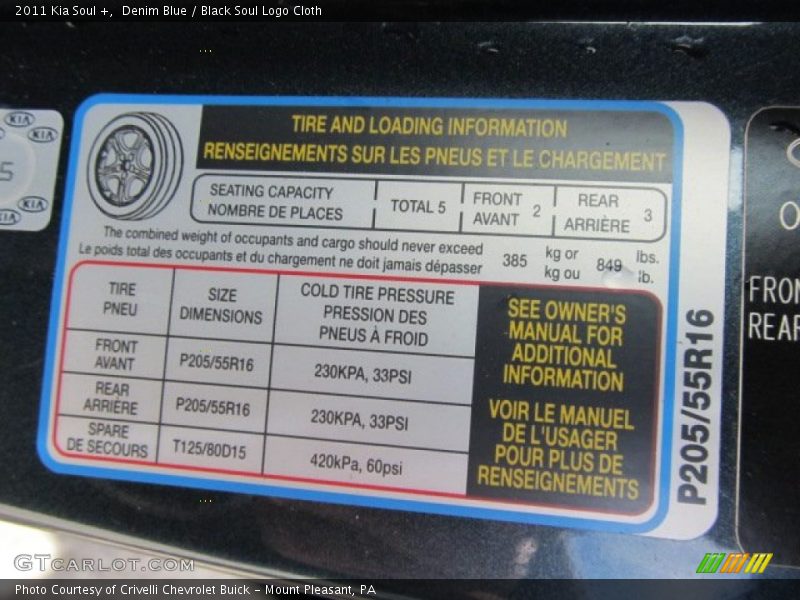 2011 Kia Soul +, Denim Blue / Black Soul Logo Cloth
KIA KIA
5
KIA KIA
TIRE AND LOADING INFORMATION
RENSEIGNEMENTS SUR LES PNEUS ET LE CHARGEMENT
SEATING CAPACITY
NOMBRE DE PLACES
TOTAL 5
FRONT
AVANT 2
REAR
ARRIÈRE 3
The combined weight of occupants and cargo should never exceed
Le poids total des occupants et du chargement ne doit jamais dépasser
385 kg or 849 lbs.
kg ou lb.
TIRE
PNEU
SIZE
DIMENSIONS
COLD TIRE PRESSURE
PRESSION DES
PNEUS À FROID
FRONT
AVANT
P205/55R16
230KPA, 33PSI
REAR
ARRIÈRE
P205/55R16
230KPA, 33PSI
SPARE
DE SECOURS
T125/80D15
420kPa, 60psi
SEE OWNER'S
MANUAL FOR
ADDITIONAL
INFORMATION
VOIR LE MANUEL
DE L'USAGER
POUR PLUS DE
RENSEIGNEMENTS
P205/55R16
FRON
REAR
GTCARLOT.COM
Photo Courtesy of Crivelli Chevrolet Buick - Mount Pleasant, PA